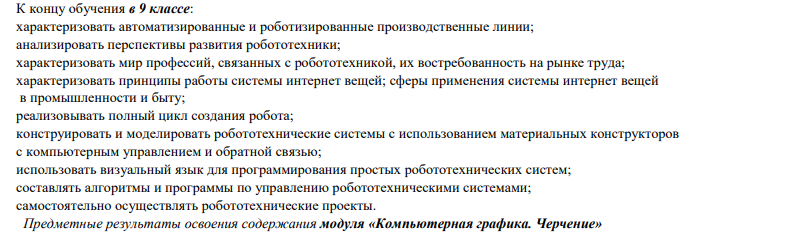 К концу обучения в 9 классе:
характеризовать автоматизированные и роботизированные производственные линии;
анализировать перспективы развития робототехники;
характеризовать мир профессий, связанных с робототехникой, их востребованность на рынке труда;
характеризовать принципы работы системы интернет вещей; сферы применения системы интернет вещей
в промышленности и быту;
реализовывать полный цикл создания робота;
конструировать и моделировать робототехнические системы с использованием материальных конструкторов
с компьютерным управлением и обратной связью;
использовать визуальный язык для программирования простых робототехнических систем;
составлять алгоритмы и программы по управлению робототехническими системами;
самостоятельно осуществлять робототехнические проекты.
Предметные результаты освоения содержания модуля «Компьютерная графика. Черчение»